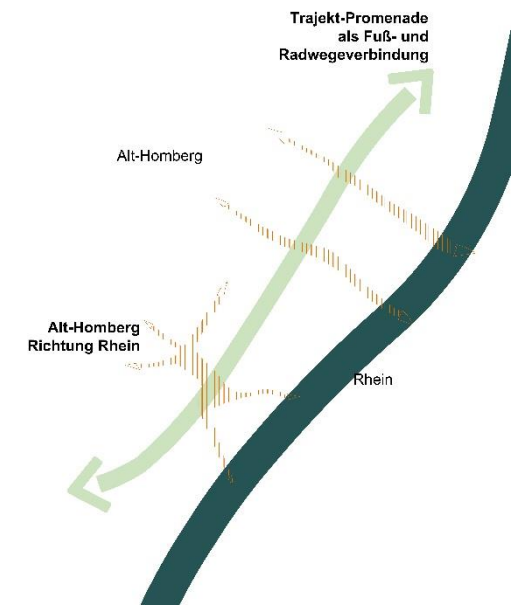 Trajekt-Promenade
als Fuß- und
Radwegeverbindung
Alt-Homberg
Alt-Homberg
Richtung Rhein
Rhein